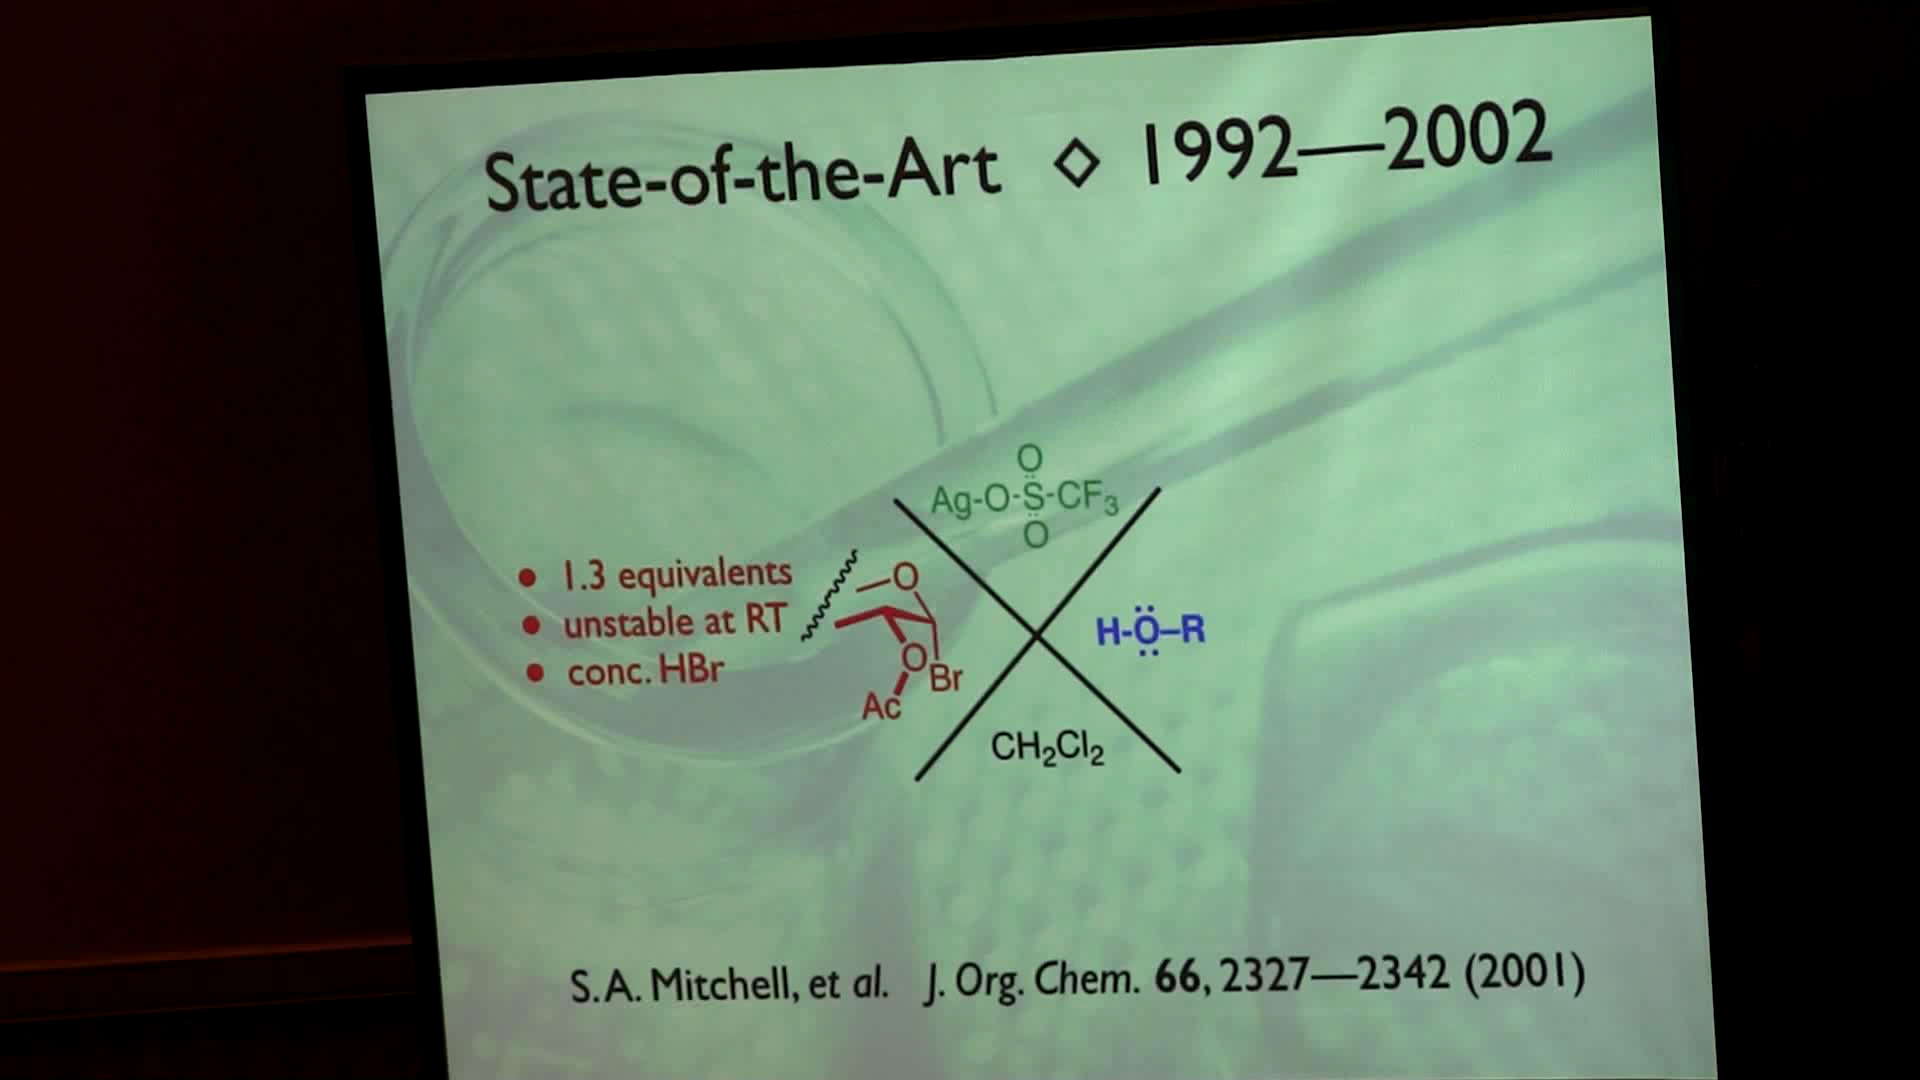 State-of-the-Art ◇ 1992—2002
O
Ag-O-S-CF₃
O
• 1.3 equivalents
• unstable at RT
• conc. HBr
O
O
Br
Ac
H-Ö–R
CH₂Cl₂
S.A. Mitchell, et al. J. Org. Chem. 66, 2327—2342 (2001)